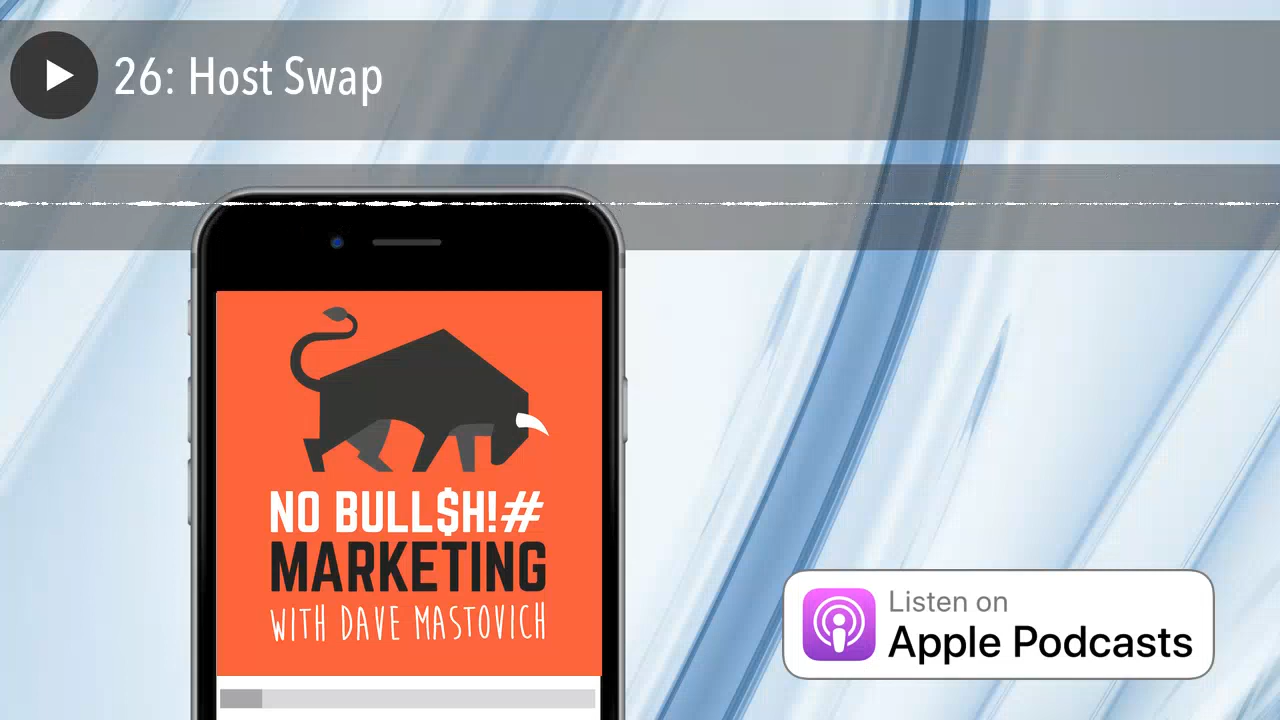 26: Host Swap
NO BULL$H!#
MARKETING
WITH DAVE MASTOVICH
Listen on
Apple Podcasts